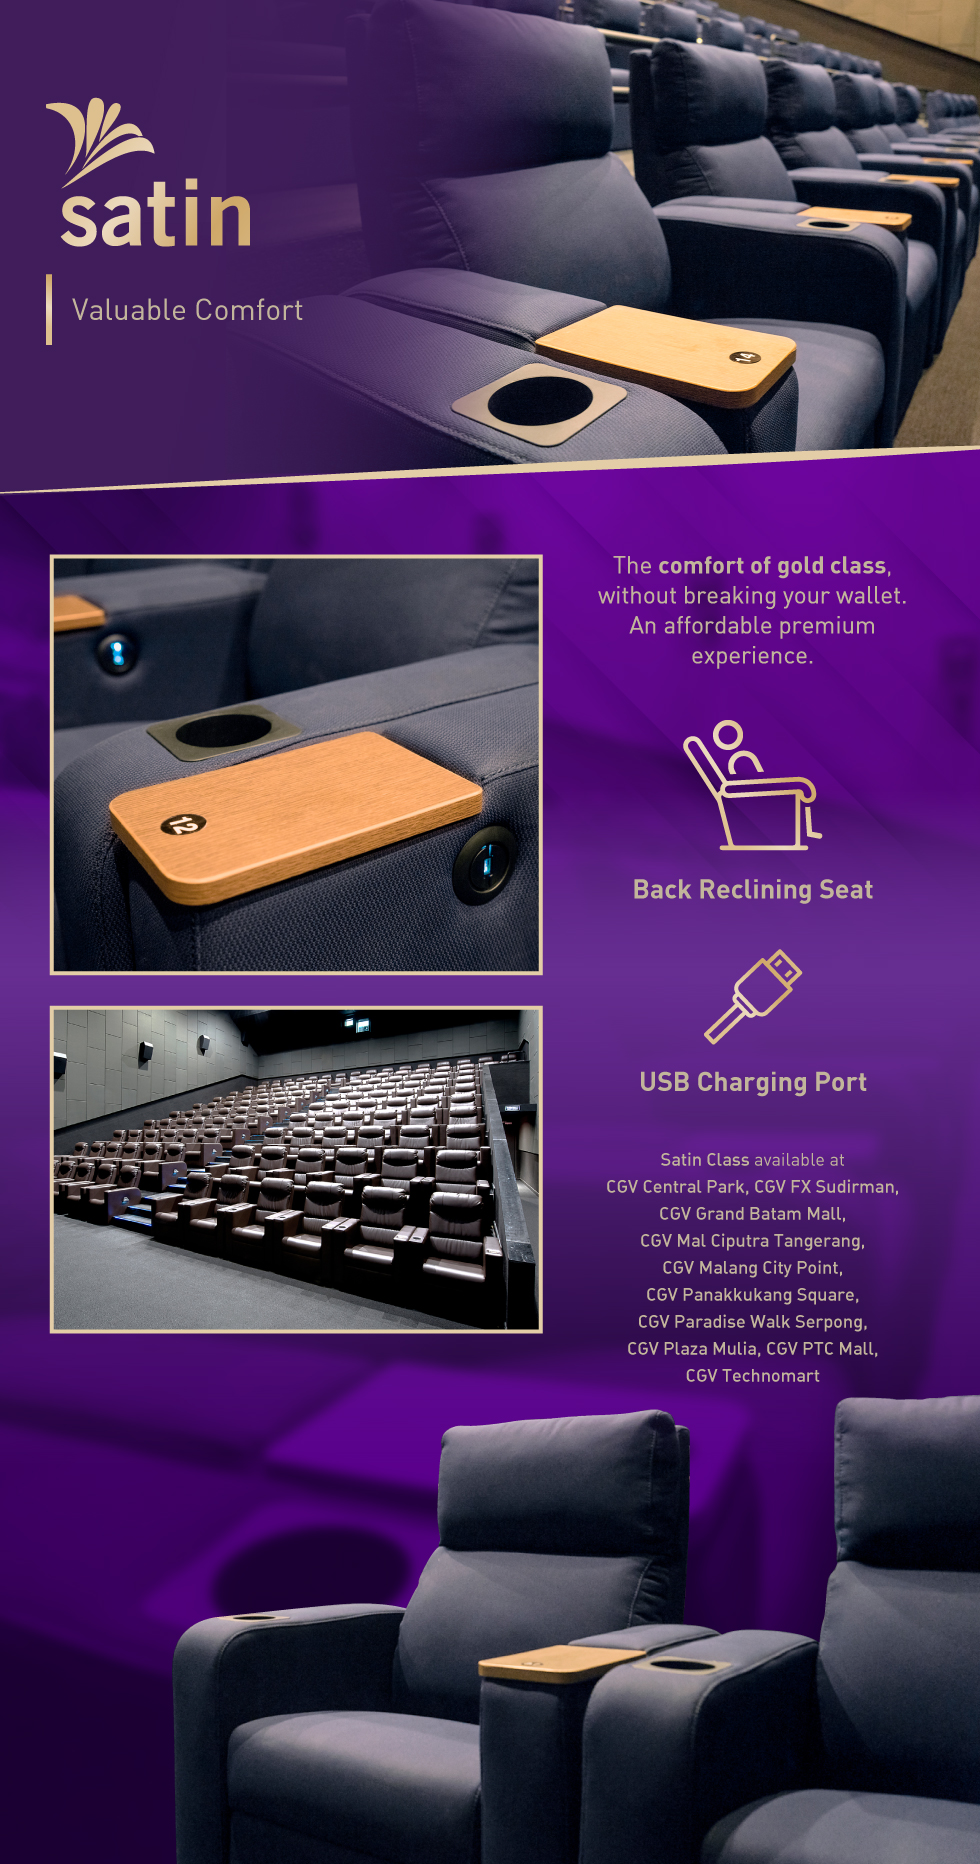 satin
Valuable Comfort
14
12
The comfort of gold class,
without breaking your wallet.
An affordable premium
experience.
Back Reclining Seat
USB Charging Port
Satin Class available at
CGV Central Park, CGV FX Sudirman,
CGV Grand Batam Mall,
CGV Mal Ciputra Tangerang,
CGV Malang City Point,
CGV Panakkukang Square,
CGV Paradise Walk Serpong,
CGV Plaza Mulia, CGV PTC Mall,
CGV Technomart